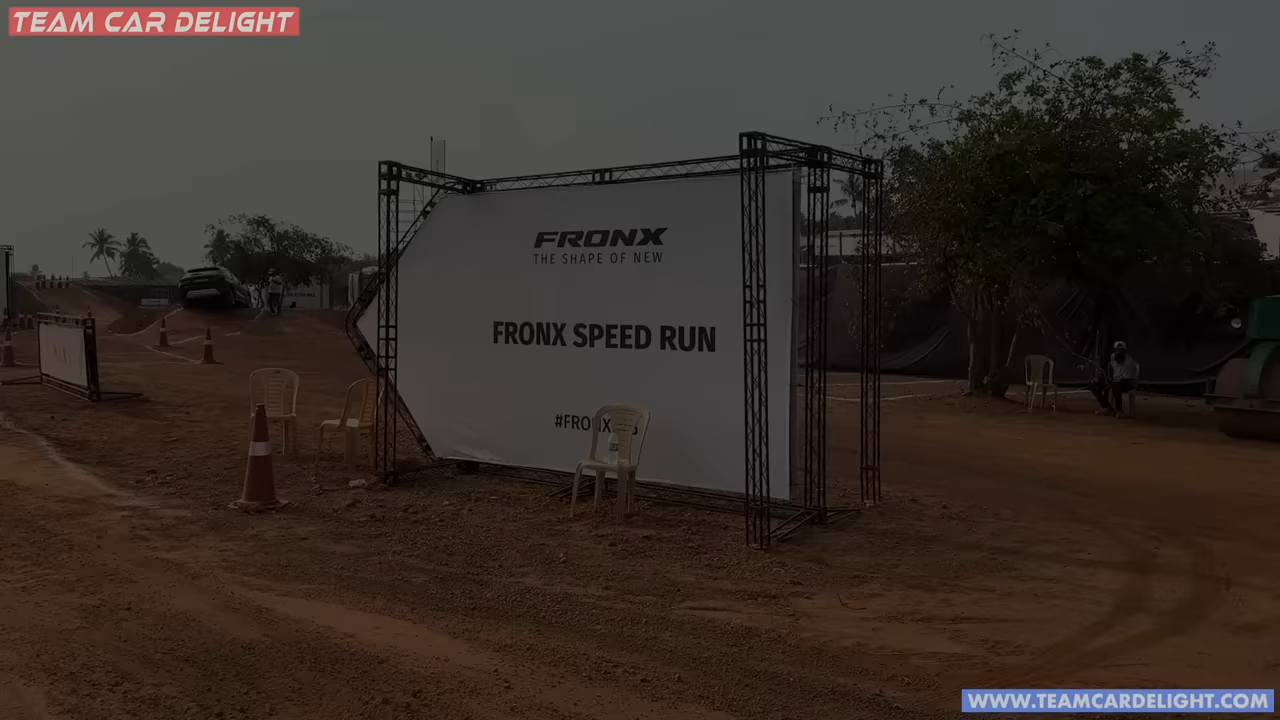 TEAM CAR DELIGHT
FRONX
THE SHAPE OF NEW
FRONX SPEED RUN
WWW.TEAMCARDELIGHT.COM